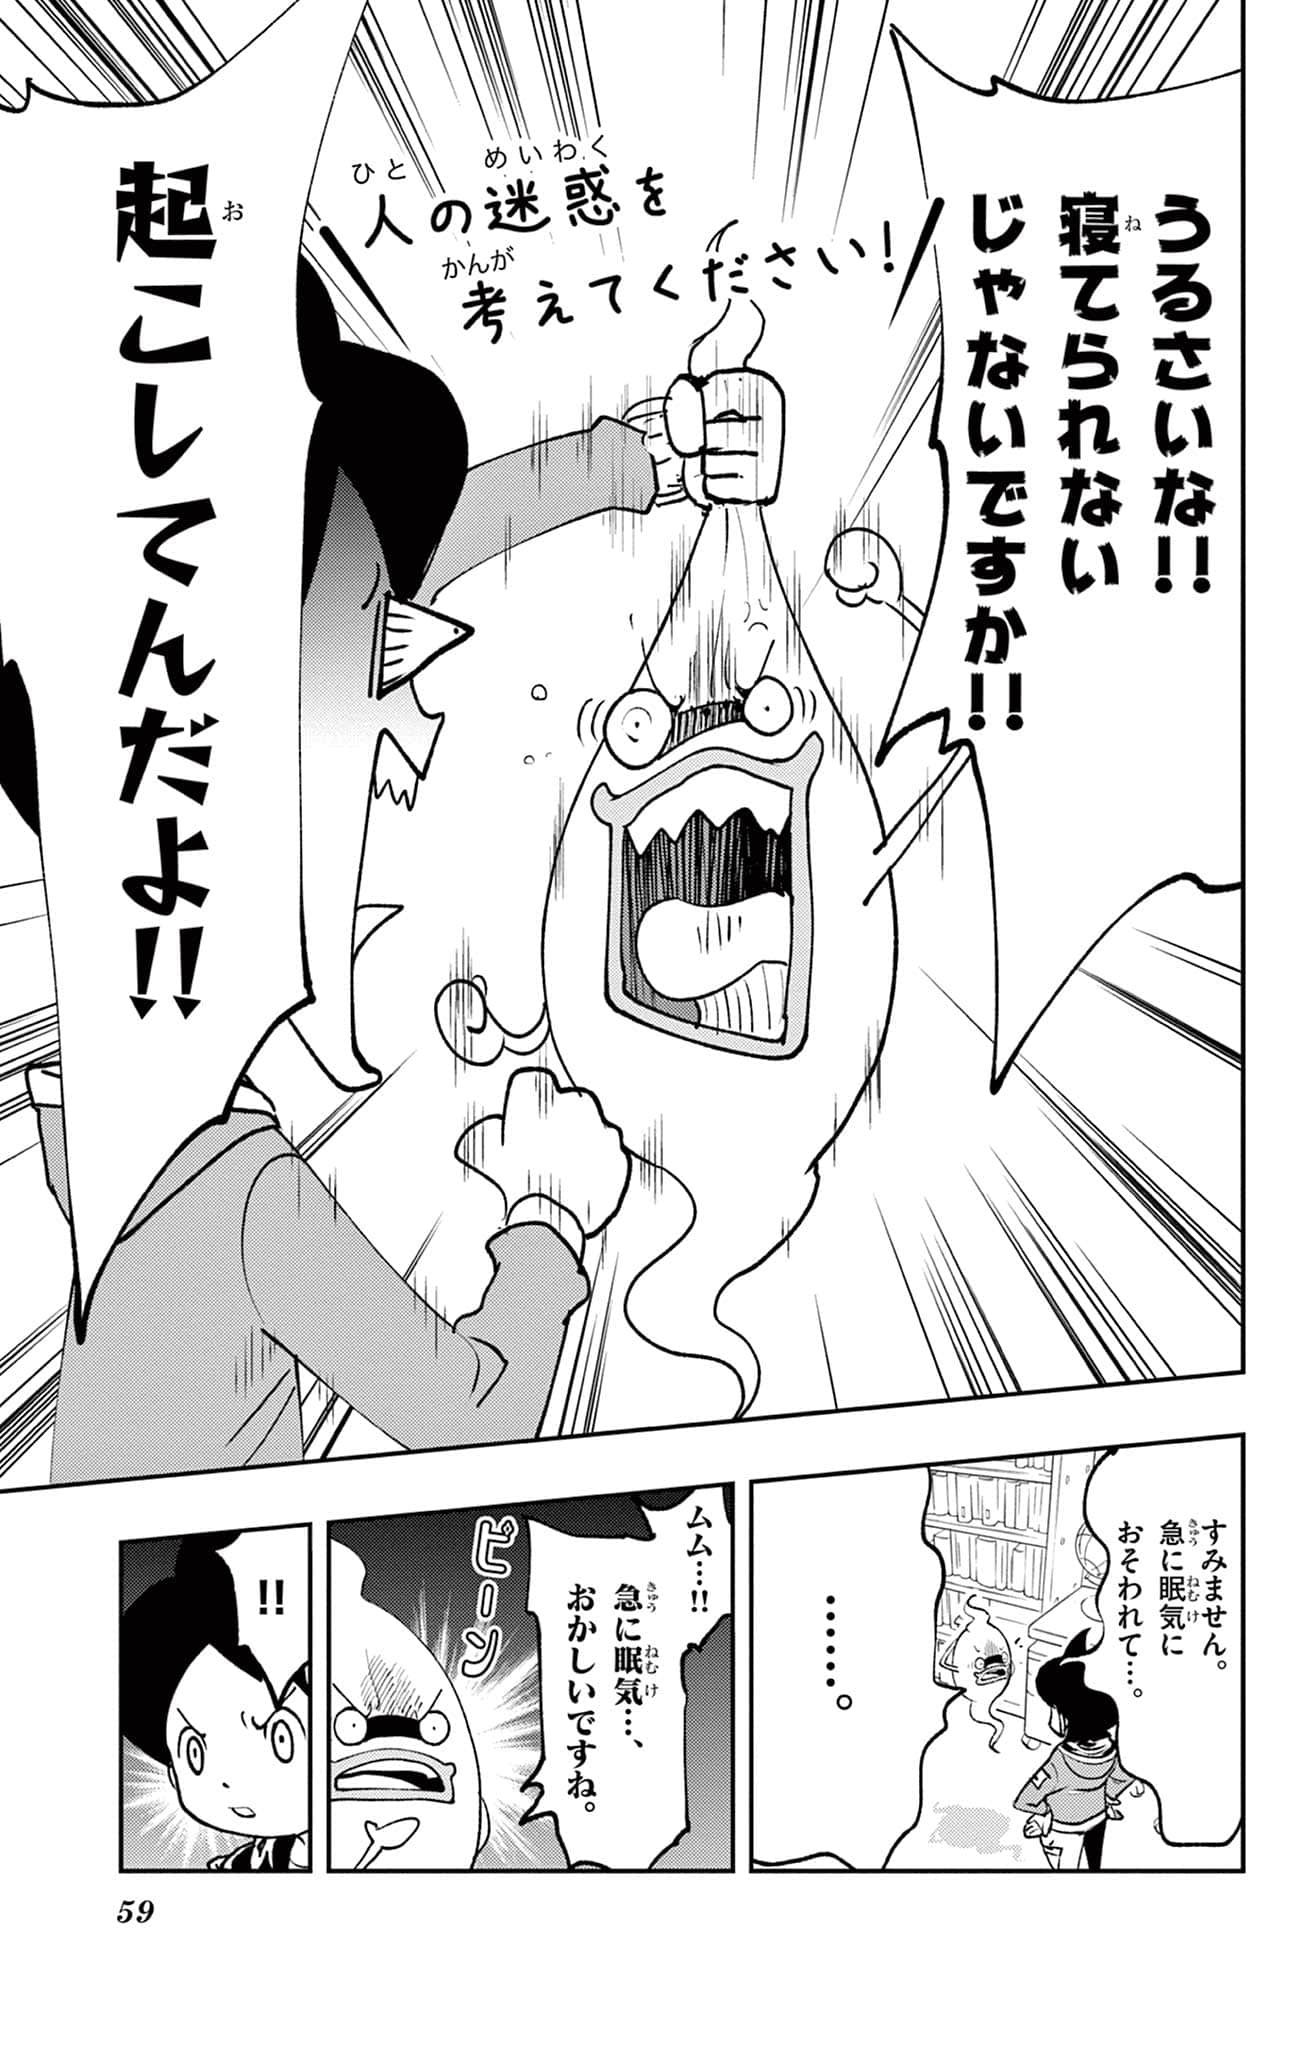 うるさいな!!
寝てられない
じゃないですか!!
人の迷惑を
考えてください!
起こしてんだよ!!
すみません。
急に眠気に
おそわれて…。
………。
ムム…!!
急に眠気…、
おかしいですね。
ピーン
!!
59